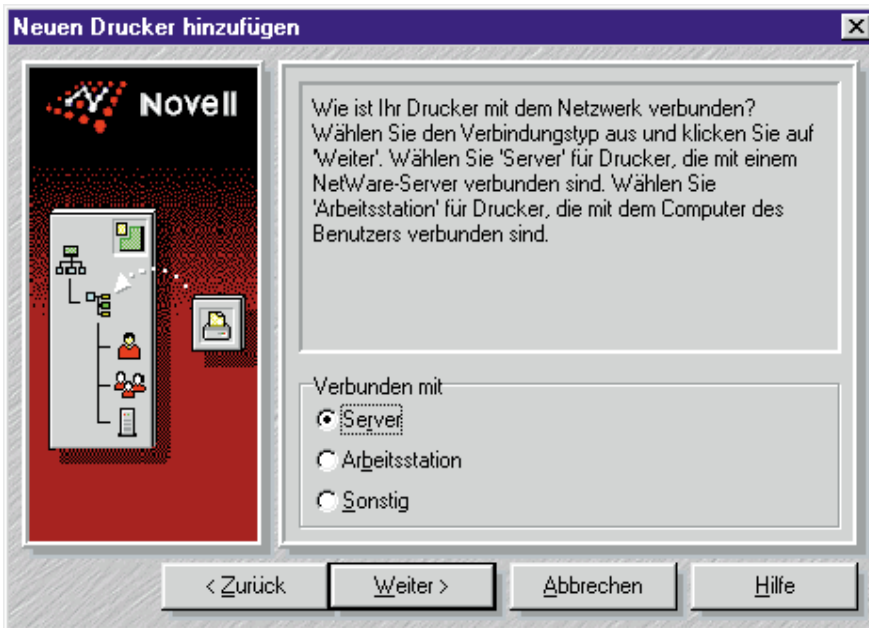 Neuen Drucker hinzufügen
Novell
Wie ist Ihr Drucker mit dem Netzwerk verbunden?
Wählen Sie den Verbindungstyp aus und klicken Sie auf
'Weiter'. Wählen Sie 'Server' für Drucker, die mit einem
NetWare-Server verbunden sind. Wählen Sie
'Arbeitsstation' für Drucker, die mit dem Computer des
Benutzers verbunden sind.
Verbunden mit
Server
Arbeitsstation
Sonstig
< Zurück
Weiter >
Abbrechen
Hilfe